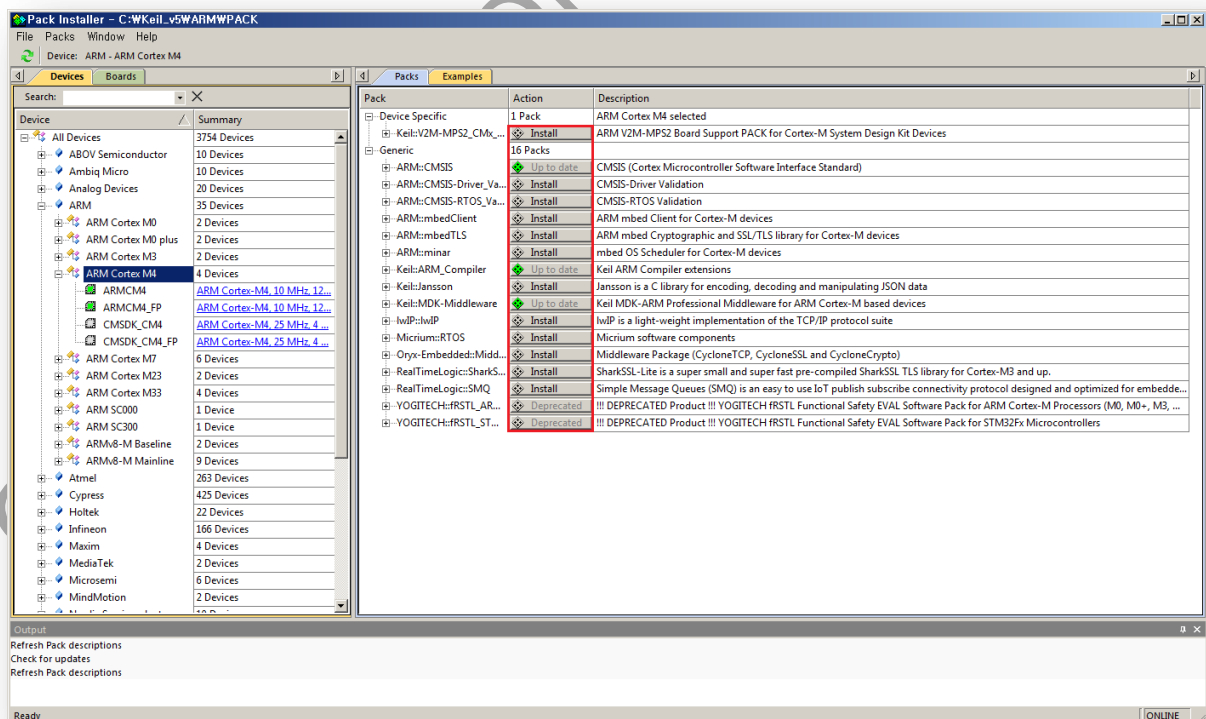 Pack Installer - C:₩Keil_v5₩ARM₩PACK
File Packs Window Help
Device: ARM - ARM Cortex M4
Devices Boards
Search:
Device Summary
All Devices 3754 Devices
ABOV Semiconductor 10 Devices
Ambiq Micro 10 Devices
Analog Devices 20 Devices
ARM 35 Devices
ARM Cortex M0 2 Devices
ARM Cortex M0 plus 2 Devices
ARM Cortex M3 2 Devices
ARM Cortex M4 4 Devices
ARMCM4 ARM Cortex-M4, 10 MHz, 12...
ARMCM4_FP ARM Cortex-M4, 10 MHz, 12...
CMSDK_CM4 ARM Cortex-M4, 25 MHz, 4 ...
CMSDK_CM4_FP ARM Cortex-M4, 25 MHz, 4 ...
ARM Cortex M7 6 Devices
ARM Cortex M23 2 Devices
ARM Cortex M33 4 Devices
ARM SC000 1 Device
ARM SC300 1 Device
ARMv8-M Baseline 2 Devices
ARMv8-M Mainline 9 Devices
Atmel 263 Devices
Cypress 425 Devices
Holtek 22 Devices
Infineon 166 Devices
Maxim 4 Devices
MediaTek 2 Devices
Microsemi 6 Devices
MindMotion 2 Devices
Packs Examples
Pack Action Description
Device Specific 1 Pack ARM Cortex M4 selected
Keil::V2M-MPS2_CMx_... Install ARM V2M-MPS2 Board Support PACK for Cortex-M System Design Kit Devices
Generic 16 Packs
ARM::CMSIS Up to date CMSIS (Cortex Microcontroller Software Interface Standard)
ARM::CMSIS-Driver_Va... Install CMSIS-Driver Validation
ARM::CMSIS-RTOS_Va... Install CMSIS-RTOS Validation
ARM::mbedClient Install ARM mbed Client for Cortex-M devices
ARM::mbedTLS Install ARM mbed Cryptographic and SSL/TLS library for Cortex-M devices
ARM::minar Install mbed OS Scheduler for Cortex-M devices
Keil::ARM_Compiler Up to date Keil ARM Compiler extensions
Keil::Jansson Install Jansson is a C library for encoding, decoding and manipulating JSON data
Keil::MDK-Middleware Up to date Keil MDK-ARM Professional Middleware for ARM Cortex-M based devices
lwIP::lwIP Install lwIP is a light-weight implementation of the TCP/IP protocol suite
Micrium::RTOS Install Micrium software components
Oryx-Embedded::Midd... Install Middleware Package (CycloneTCP, CycloneSSL and CycloneCrypto)
RealTimeLogic::SharkS... Install SharkSSL-Lite is a super small and super fast pre-compiled SharkSSL TLS library for Cortex-M3 and up.
RealTimeLogic::SMQ Install Simple Message Queues (SMQ) is an easy to use IoT publish subscribe connectivity protocol designed and optimized for embedde...
YOGITECH::fRSTL_AR... Deprecated !!! DEPRECATED Product !!! YOGITECH fRSTL Functional Safety EVAL Software Pack for ARM Cortex-M Processors (M0, M0+, M3, ...
YOGITECH::fRSTL_ST... Deprecated !!! DEPRECATED Product !!! YOGITECH fRSTL Functional Safety EVAL Software Pack for STM32Fx Microcontrollers
Output
Refresh Pack descriptions
Check for updates
Refresh Pack descriptions
Ready ONLINE